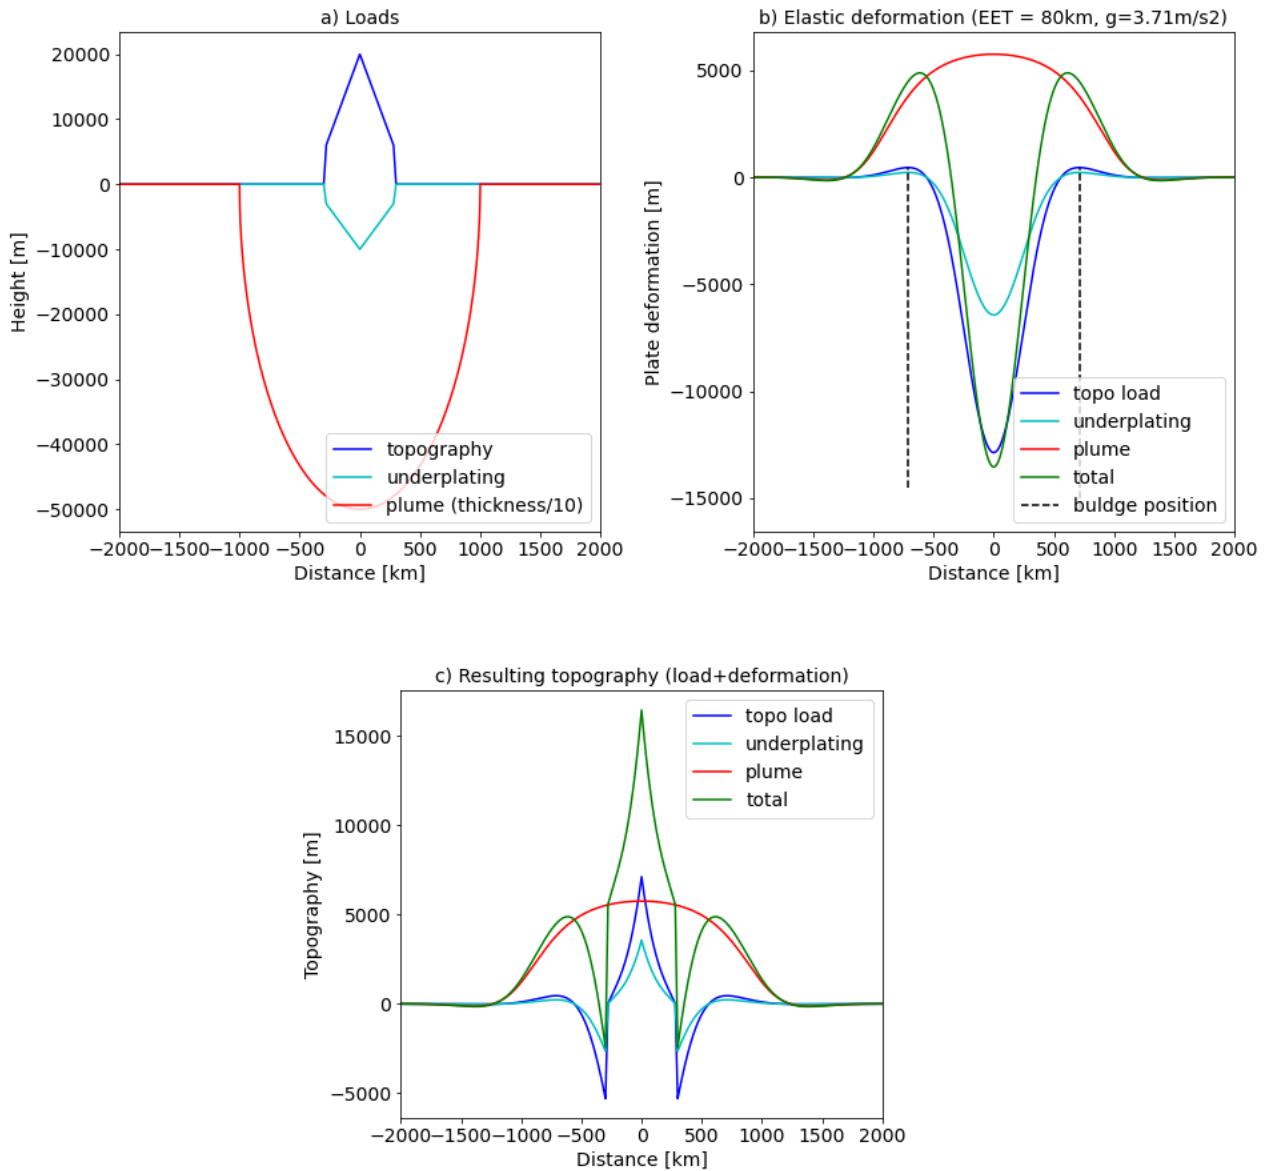 a) Loads
20000
10000
0
−10000
−20000
−30000
−40000
−50000
Height [m]
topography
underplating
plume (thickness/10)
−2000−1500−1000 −500 0 500 1000 1500 2000
Distance [km]
b) Elastic deformation (EET = 80km, g=3.71m/s2)
5000
0
−5000
−10000
−15000
Plate deformation [m]
topo load
underplating
plume
total
buldge position
−2000−1500−1000 −500 0 500 1000 1500 2000
Distance [km]
c) Resulting topography (load+deformation)
15000
10000
5000
0
−5000
Topography [m]
topo load
underplating
plume
total
−2000−1500−1000 −500 0 500 1000 1500 2000
Distance [km]